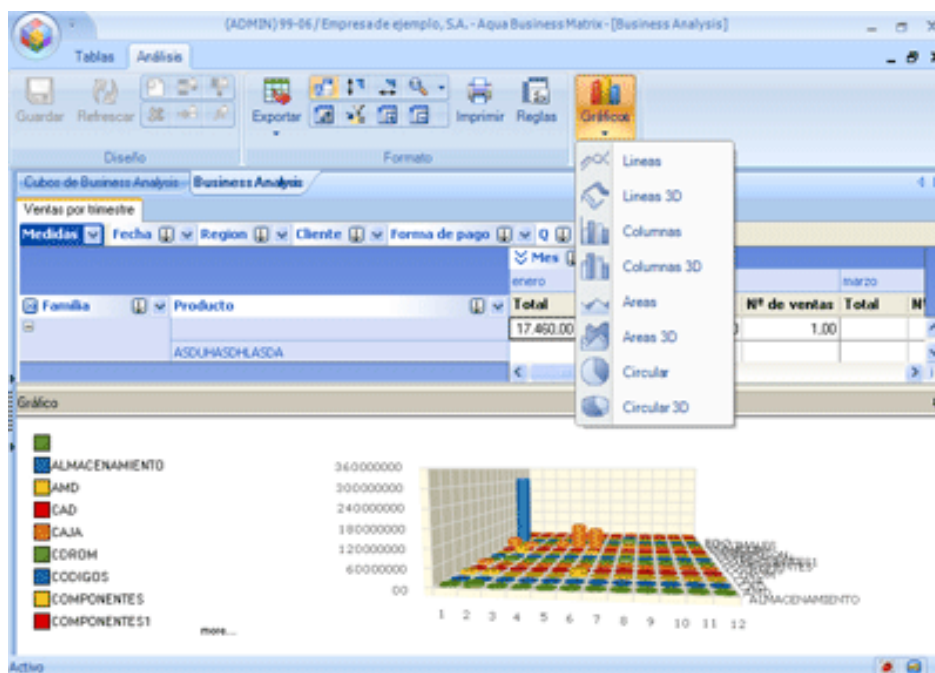 (ADMIN) 99-06 / Empresa de ejemplo, S.A. - Aqua Business Matrix - [Business Analysis]
Tablas Análisis
Guardar Refrescar Exportar Imprimir Reglas Gráficos
Diseño Formato
Lineas
Lineas 3D
Columnas
Columnas 3D
Areas
Areas 3D
Circular
Circular 3D
Cubos de Business Analysis Business Analysis
Ventas por trimestre
Medidas Fecha Region Cliente Forma de pago Q
Mes
enero marzo
Familia Producto Total Nº de ventas Total
17.460,00 1,00
ASDUHASDHLASDA
Gráfico
ALMACENAMIENTO
AMD
CAD
CAJA
CDROM
CODIGOS
COMPONENTES
COMPONENTES1
more...
360000000
300000000
240000000
180000000
120000000
60000000
00
1 2 3 4 5 6 7 8 9 10 11 12
ALMACENAMIENTO
Activo